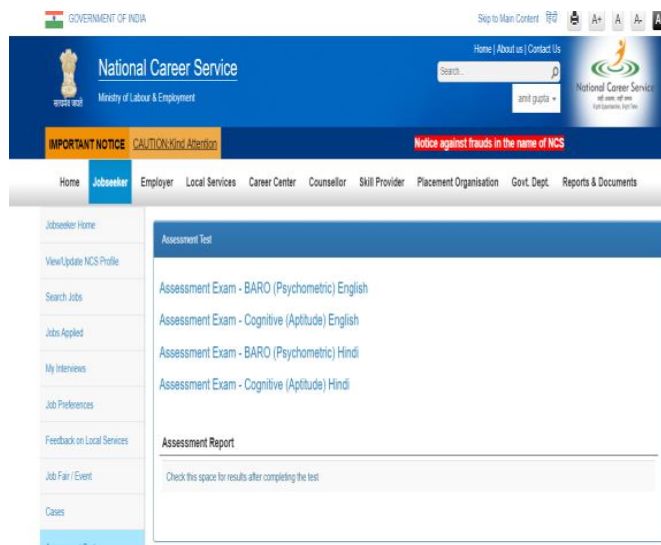 GOVERNMENT OF INDIA
Skip to Main Content हिंदी A+ A A- A
Home | About us | Contact Us
National Career Service
Ministry of Labour & Employment
सत्यमेव जयते
Search...
amit gupta
National Career Service
IMPORTANT NOTICE CAUTION:Kind Attention Notice against frauds in the name of NCS
Home Jobseeker Employer Local Services Career Center Counsellor Skill Provider Placement Organisation Govt. Dept. Reports & Documents
Jobseeker Home
View/Update NCS Profile
Search Jobs
Jobs Applied
My Interviews
Job Preferences
Feedback on Local Services
Job Fair / Event
Cases
Assessment Test
Assessment Exam - BARO (Psychometric) English
Assessment Exam - Cognitive (Aptitude) English
Assessment Exam - BARO (Psychometric) Hindi
Assessment Exam - Cognitive (Aptitude) Hindi
Assessment Report
Check this space for results after completing the test